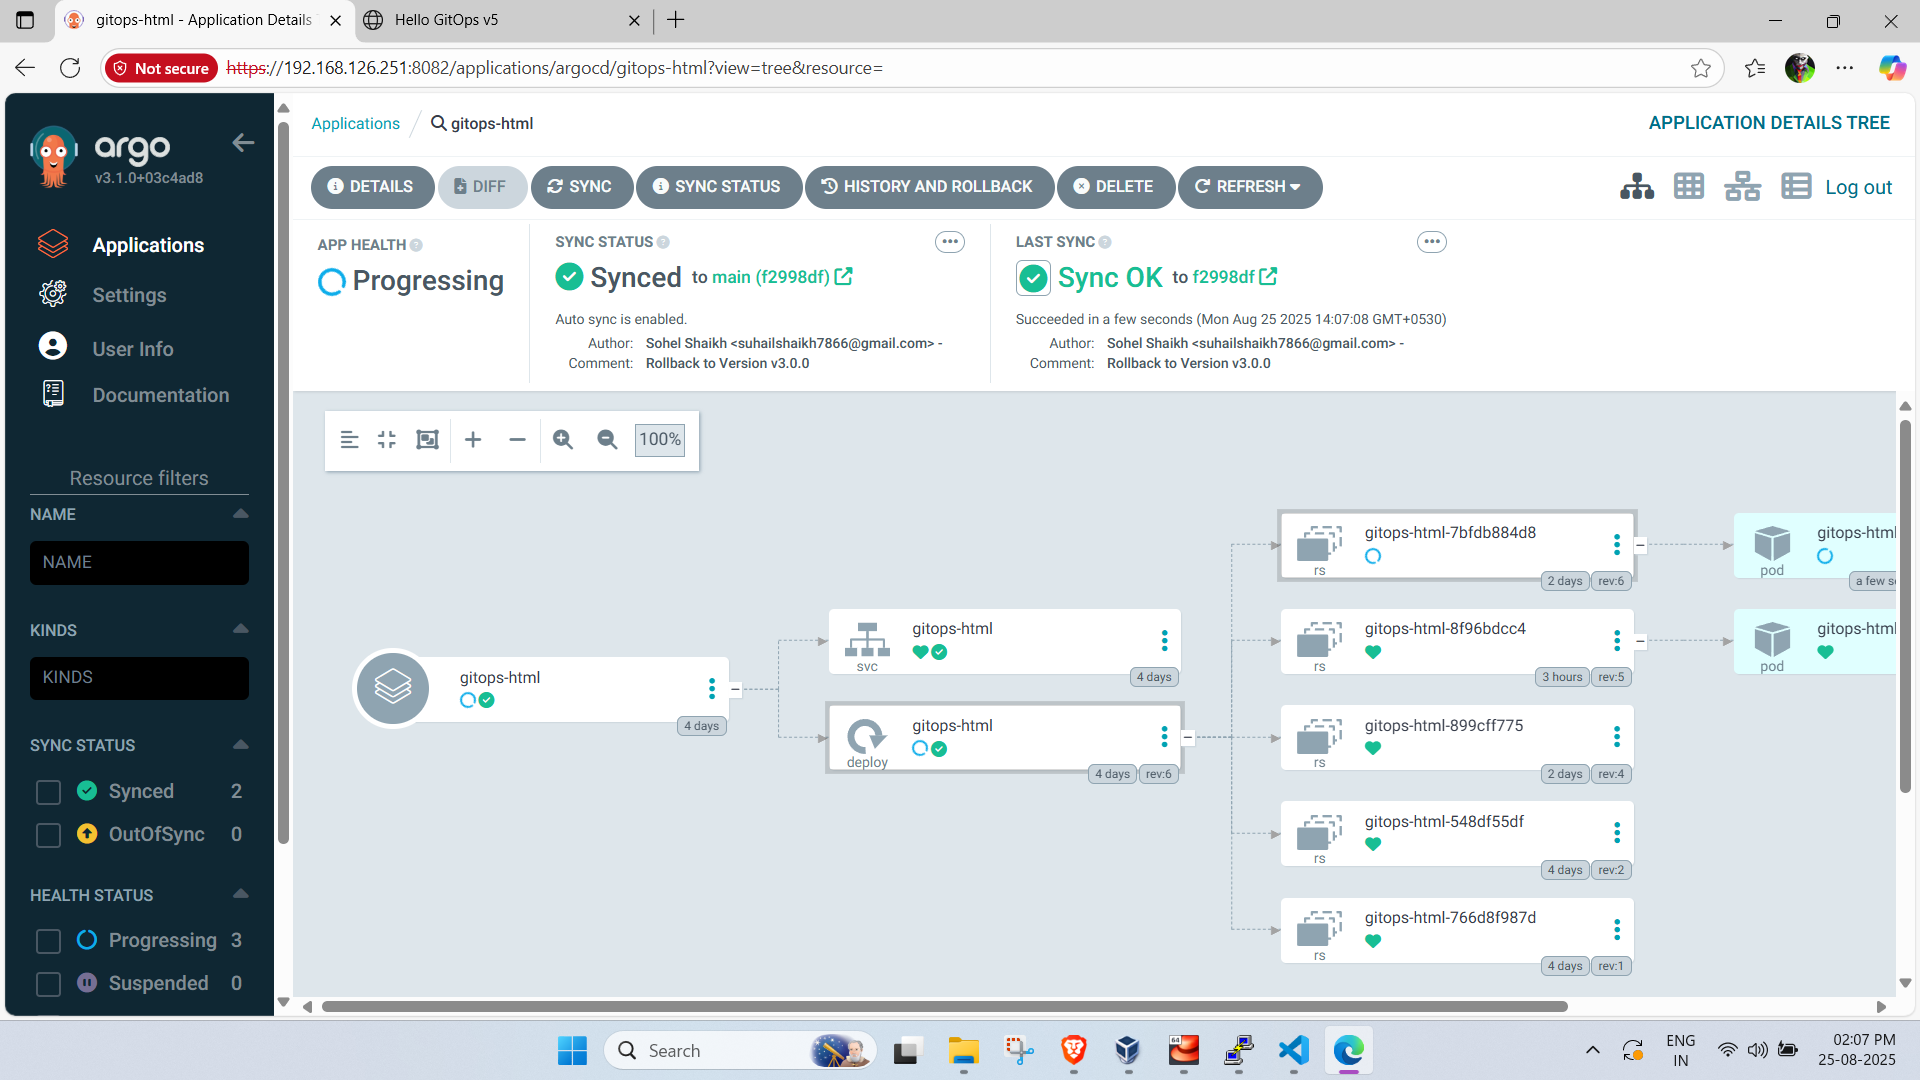 gitops-html - Application Details
Hello GitOps v5
Not secure
https://192.168.126.251:8082/applications/argocd/gitops-html?view=tree&resource=
argo
v3.1.0+03c4ad8
Applications
Settings
User Info
Documentation
Resource filters
NAME
NAME
KINDS
KINDS
SYNC STATUS
Synced 2
OutOfSync 0
HEALTH STATUS
Progressing 3
Suspended 0
Applications / gitops-html
APPLICATION DETAILS TREE
DETAILS
DIFF
SYNC
SYNC STATUS
HISTORY AND ROLLBACK
DELETE
REFRESH
Log out
APP HEALTH
Progressing
SYNC STATUS
Synced to main (f2998df)
Auto sync is enabled.
Author: Sohel Shaikh <suhailshaikh7866@gmail.com> -
Comment: Rollback to Version v3.0.0
LAST SYNC
Sync OK to f2998df
Succeeded in a few seconds (Mon Aug 25 2025 14:07:08 GMT+0530)
Author: Sohel Shaikh <suhailshaikh7866@gmail.com> -
Comment: Rollback to Version v3.0.0
100%
gitops-html
4 days
gitops-html
svc
4 days
gitops-html
deploy
4 days rev:6
gitops-html-7bfdb884d8
rs
2 days rev:6
gitops-html-8f96bdcc4
rs
3 hours rev:5
gitops-html-899cff775
rs
2 days rev:4
gitops-html-548df55df
rs
4 days rev:2
gitops-html-766d8f987d
rs
4 days rev:1
gitops-html
pod
a few
gitops-html
pod
Search
64
ENG
IN
02:07 PM
25-08-2025